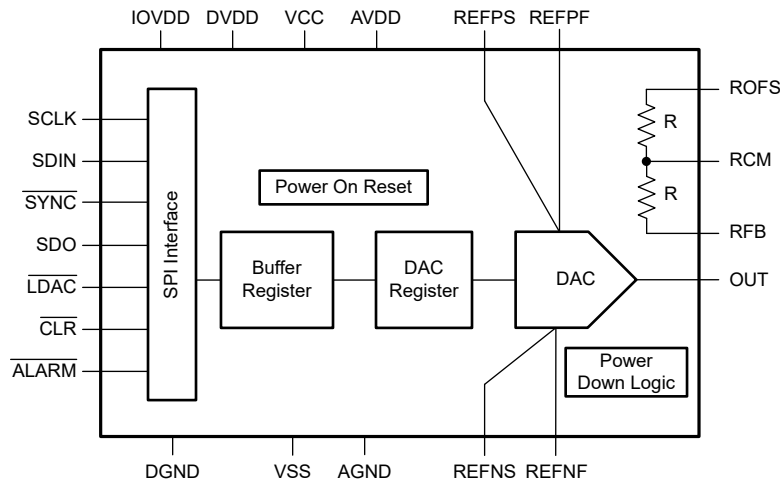 IOVDD DVDD VCC AVDD REFPS REFPF
SCLK
SDIN
SYNC
SDO
LDAC
CLR
ALARM
SPI Interface
Power On Reset
Buffer
Register
DAC
Register
DAC
Power
Down Logic
R
R
ROFS
RCM
RFB
OUT
DGND VSS AGND REFNS REFNF